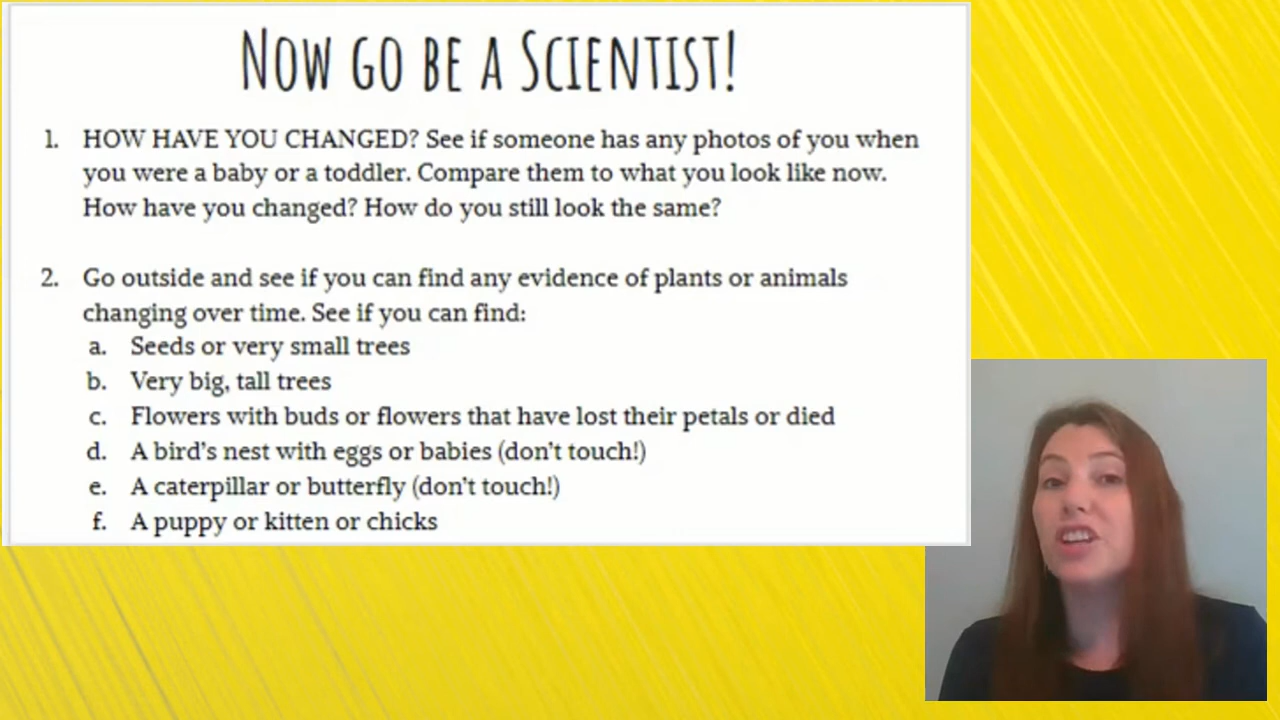 NOW GO BE A SCIENTIST!
1. HOW HAVE YOU CHANGED? See if someone has any photos of you when
you were a baby or a toddler. Compare them to what you look like now.
How have you changed? How do you still look the same?
2. Go outside and see if you can find any evidence of plants or animals
changing over time. See if you can find:
a. Seeds or very small trees
b. Very big, tall trees
c. Flowers with buds or flowers that have lost their petals or died
d. A bird's nest with eggs or babies (don't touch!)
e. A caterpillar or butterfly (don't touch!)
f. A puppy or kitten or chicks